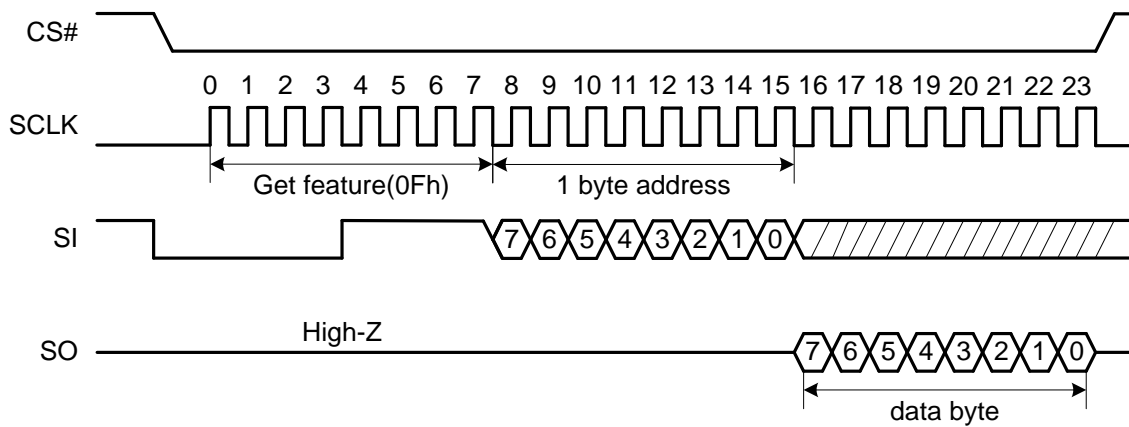 CS#
0 1 2 3 4 5 6 7 8 9 10 11 12 13 14 15 16 17 18 19 20 21 22 23
SCLK
Get feature(0Fh) 1 byte address
SI 7 6 5 4 3 2 1 0
High-Z
SO 7 6 5 4 3 2 1 0
data byte